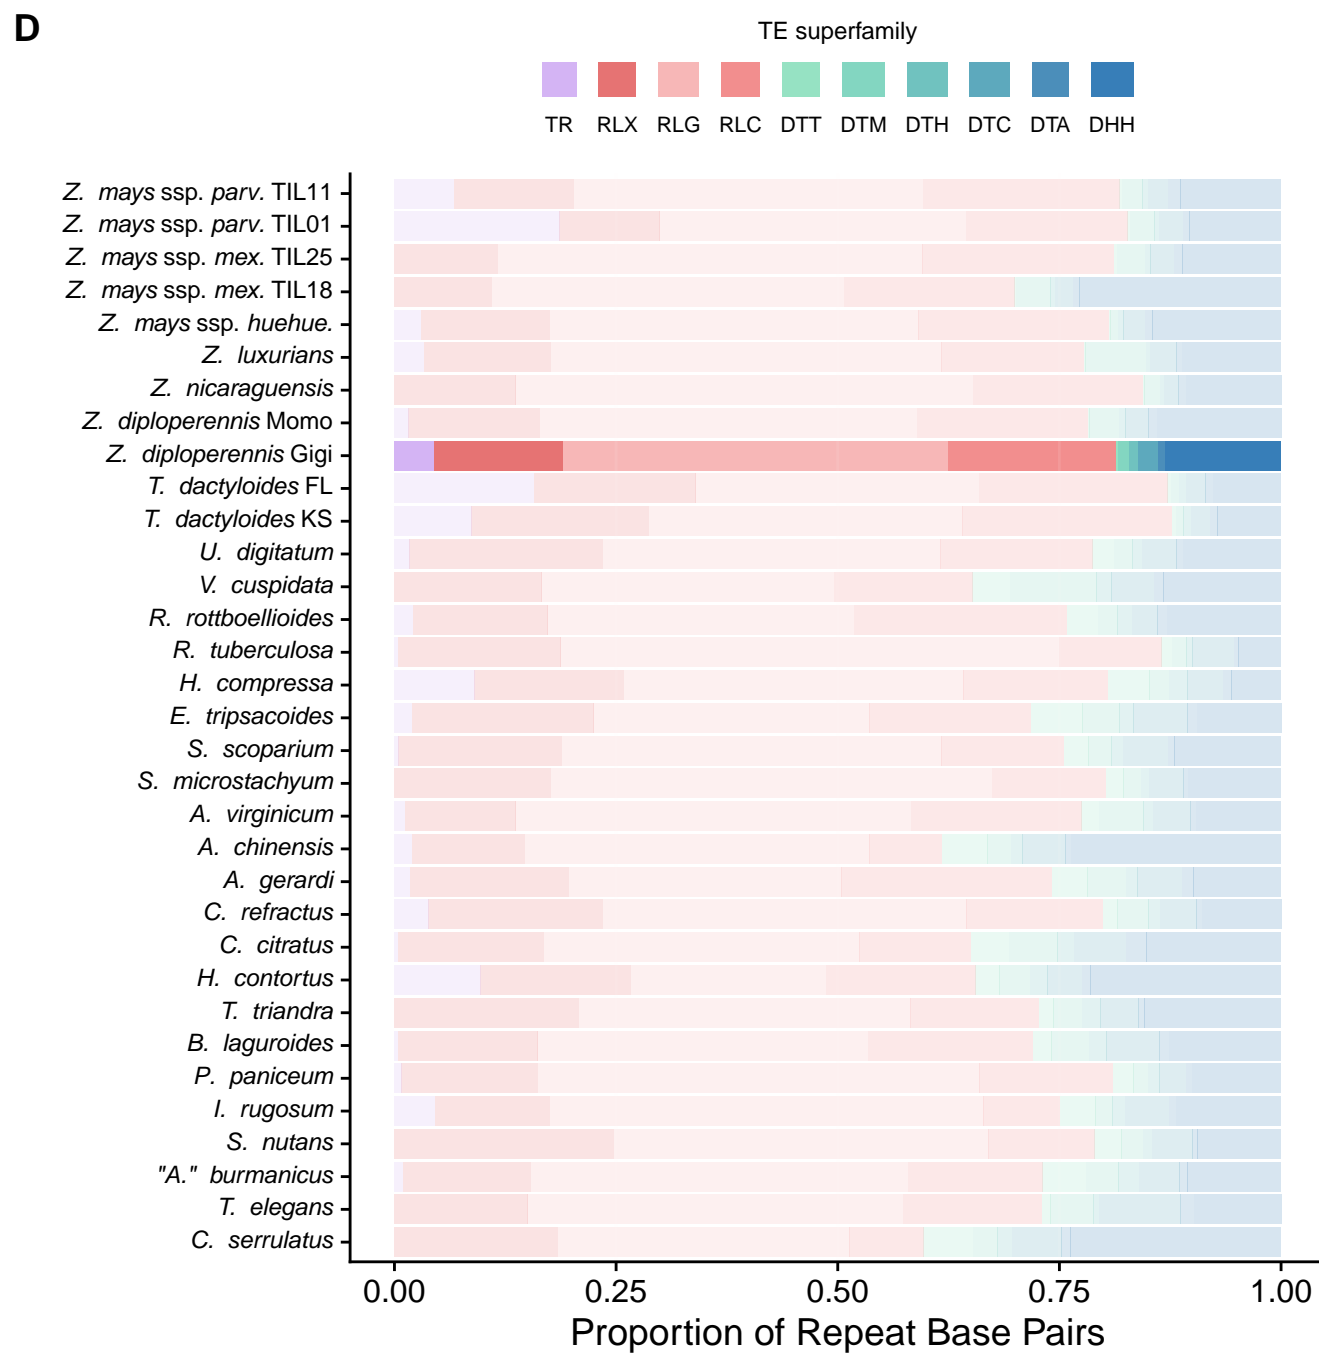 D
TE superfamily
TR RLX RLG RLC DTT DTM DTH DTC DTA DHH
Z. mays ssp. parv. TIL11
Z. mays ssp. parv. TIL01
Z. mays ssp. mex. TIL25
Z. mays ssp. mex. TIL18
Z. mays ssp. huehue.
Z. luxurians
Z. nicaraguensis
Z. diploperennis Momo
Z. diploperennis Gigi
T. dactyloides FL
T. dactyloides KS
U. digitatum
V. cuspidata
R. rottboellioides
R. tuberculosa
H. compressa
E. tripsacoides
S. scoparium
S. microstachyum
A. virginicum
A. chinensis
A. gerardi
C. refractus
C. citratus
H. contortus
T. triandra
B. laguroides
P. paniceum
I. rugosum
S. nutans
"A." burmanicus
T. elegans
C. serrulatus
0.00 0.25 0.50 0.75 1.00
Proportion of Repeat Base Pairs